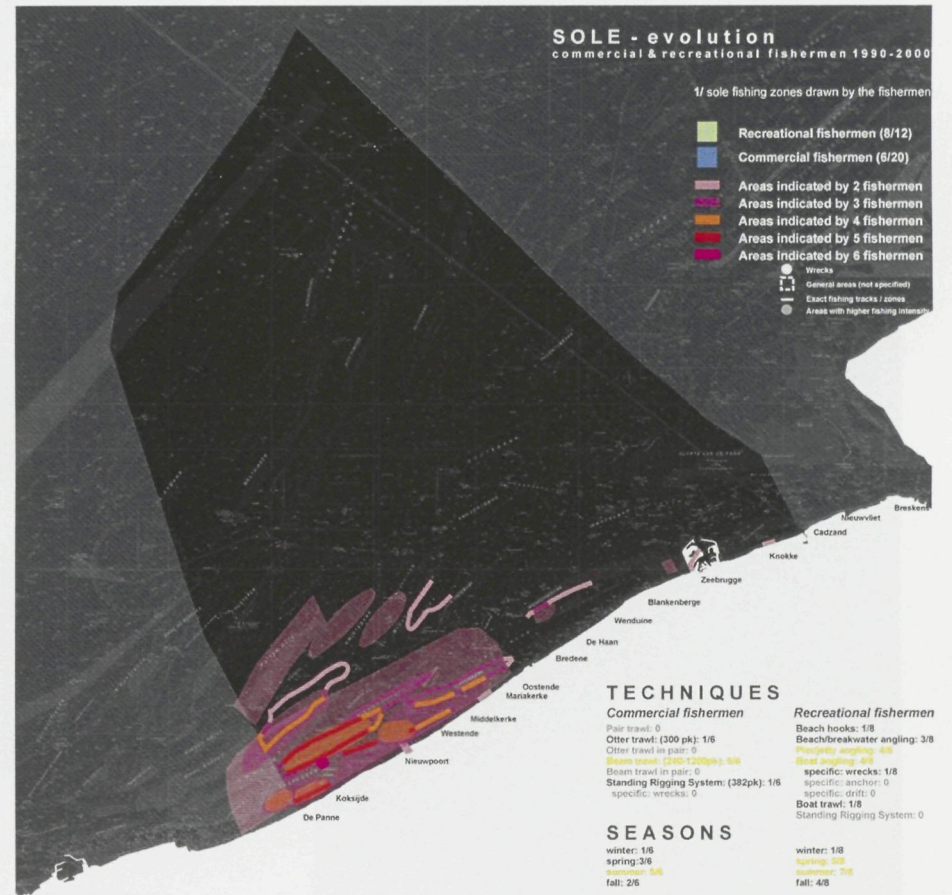 SOLE - evolution
commercial & recreational fishermen 1990-2000
1/ sole fishing zones drawn by the fishermen
Recreational fishermen (8/12)
Commercial fishermen (6/20)
Areas indicated by 2 fishermen
Areas indicated by 3 fishermen
Areas indicated by 4 fishermen
Areas indicated by 5 fishermen
Areas indicated by 6 fishermen
Wrecks
General areas (not specified)
Exact fishing tracks / zones
Areas with higher fishing intensity
Breskens
Nieuwvliet
Cadzand
Knokke
Zeebrugge
Blankenberge
Wenduine
De Haan
Bredene
Oostende
Mariakerke
Middelkerke
Westende
Nieuwpoort
Koksijde
De Panne
TECHNIQUES
Commercial fishermen
Pair trawl: 0
Otter trawl: (300 pk): 1/6
Otter trawl in pair: 0
Beam trawl: (240-1200pk): 5/6
Beam trawl in pair: 0
Standing Rigging System: (382pk): 1/6
specific: wrecks: 0
Recreational fishermen
Beach hooks: 1/8
Beach/breakwater angling: 3/8
Pier/jetty angling: 4/8
Boat angling: 4/8
specific: wrecks: 1/8
specific: anchor: 0
specific: drift: 0
Boat trawl: 1/8
Standing Rigging System: 0
SEASONS
winter: 1/6
spring:3/6
summer: 5/6
fall: 2/6
winter: 1/8
spring: 5/8
summer: 7/8
fall: 4/8